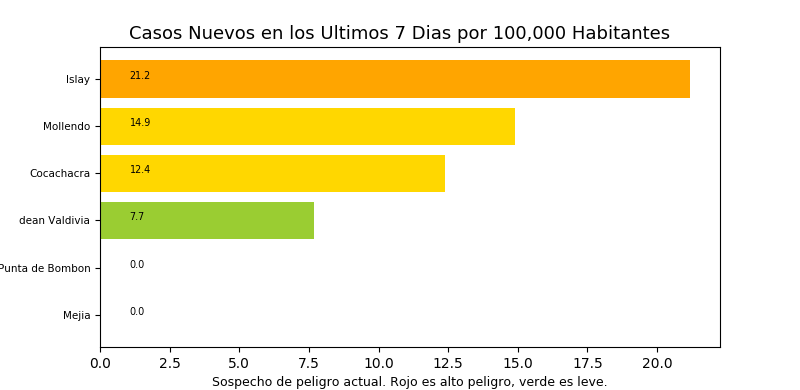 Casos Nuevos en los Ultimos 7 Dias por 100,000 Habitantes
Islay 21.2
Mollendo 14.9
Cocachacra 12.4
dean Valdivia 7.7
Punta de Bombon 0.0
Mejia 0.0
0.0 2.5 5.0 7.5 10.0 12.5 15.0 17.5 20.0
Sospecho de peligro actual. Rojo es alto peligro, verde es leve.